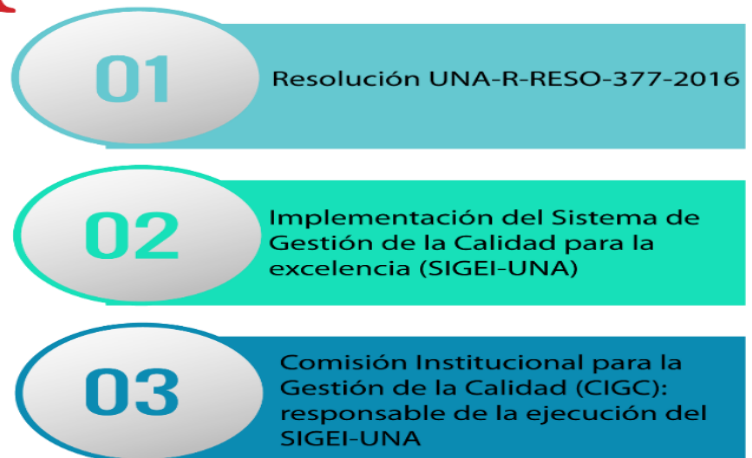 01
Resolución UNA-R-RESO-377-2016
02
Implementación del Sistema de
Gestión de la Calidad para la
excelencia (SIGEI-UNA)
03
Comisión Institucional para la
Gestión de la Calidad (CIGC):
responsable de la ejecución del
SIGEI-UNA